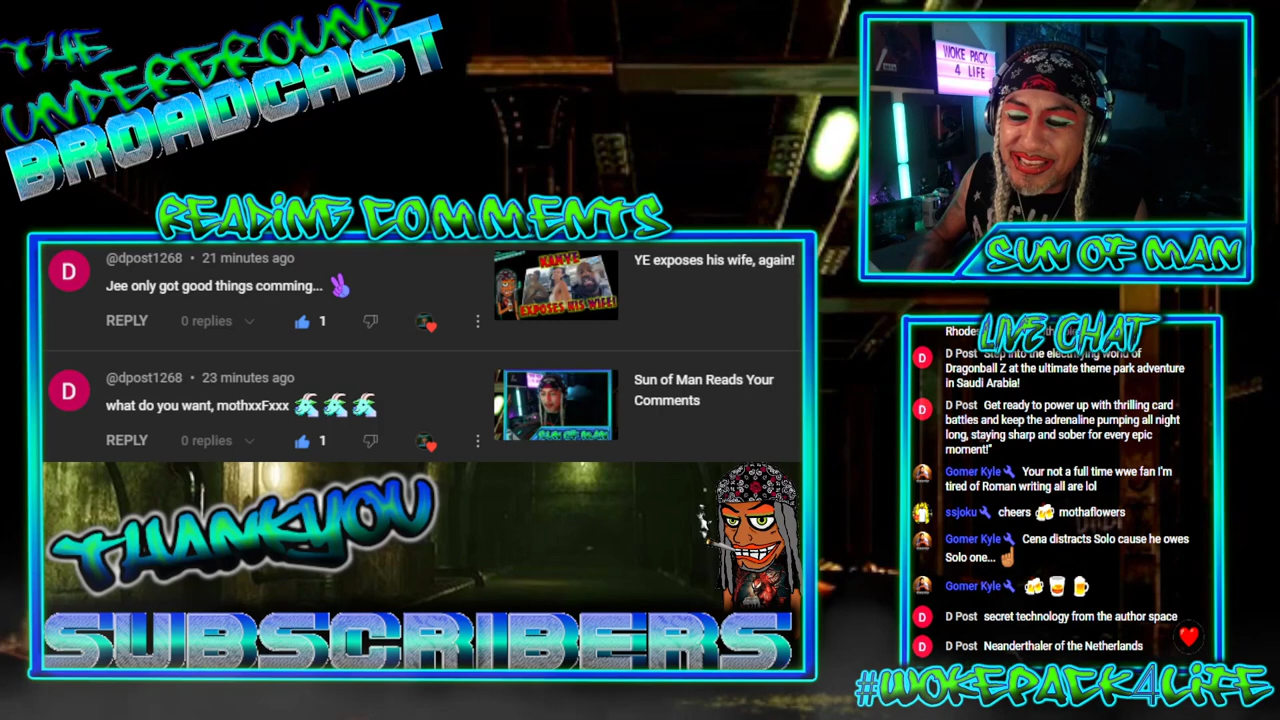 THE
UNDERGROUND
BROADCAST
READING COMMENTS
D
@dpost1268 • 21 minutes ago
Jee only got good things comming...
REPLY 0 replies 1
KANYE
EXPOSES HIS WIFE!
YE exposes his wife, again!
D
@dpost1268 • 23 minutes ago
what do you want, mothxxFxxx
REPLY 0 replies 1
SUN OF MAN
Sun of Man Reads Your
Comments
THANKYOU
SUBSCRIBERS
WOKE PACK
4 LIFE
SUN OF MAN
LIVE CHAT
D
D Post Step into the electrifying world of
Dragonball Z at the ultimate theme park adventure
in Saudi Arabia!
D
D Post Get ready to power up with thrilling card
battles and keep the adrenaline pumping all night
long, staying sharp and sober for every epic
moment!"
Gomer Kyle Your not a full time wwe fan I'm
tired of Roman writing all are lol
ssjoku cheers mothaflowers
Gomer Kyle Cena distracts Solo cause he owes
Solo one...
Gomer Kyle
D
D Post secret technology from the author space
D
D Post Neanderthaler of the Netherlands
#WOKEPACK4LIFE